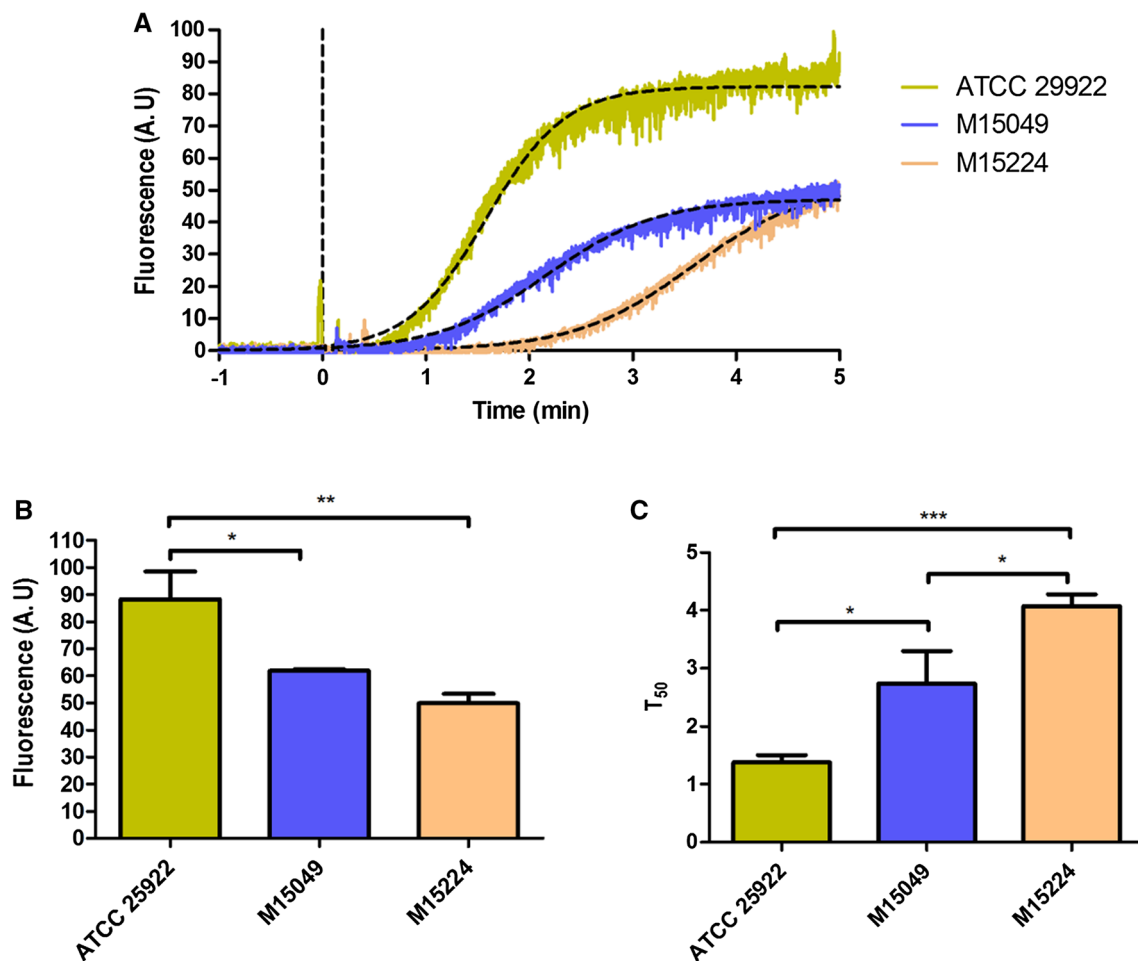 A
Fluorescence (A. U)
100
90
80
70
60
50
40
30
20
10
0
-1 0 1 2 3 4 5
Time (min)
ATCC 29922
M15049
M15224
B
Fluorescence (A. U)
110
100
90
80
70
60
50
40
30
20
10
0
**
*
ATCC 25922
M15049
M15224
C
T50
5
4
3
2
1
0
***
*
*
ATCC 25922
M15049
M15224